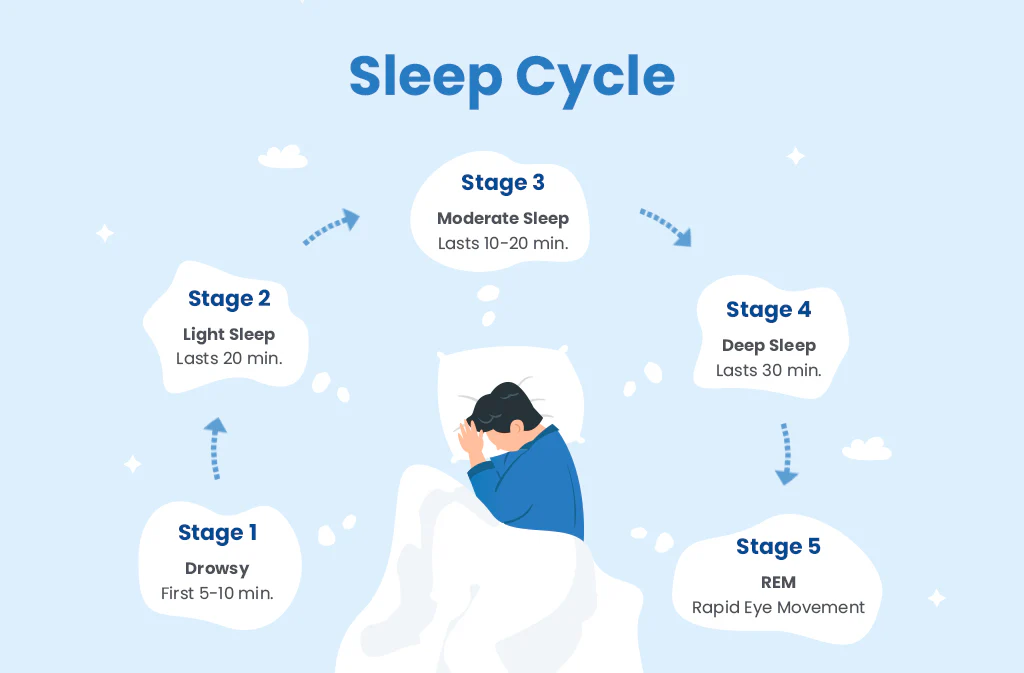 Sleep Cycle
Stage 1
Drowsy
First 5-10 min.
Stage 2
Light Sleep
Lasts 20 min.
Stage 3
Moderate Sleep
Lasts 10-20 min.
Stage 4
Deep Sleep
Lasts 30 min.
Stage 5
REM
Rapid Eye Movement